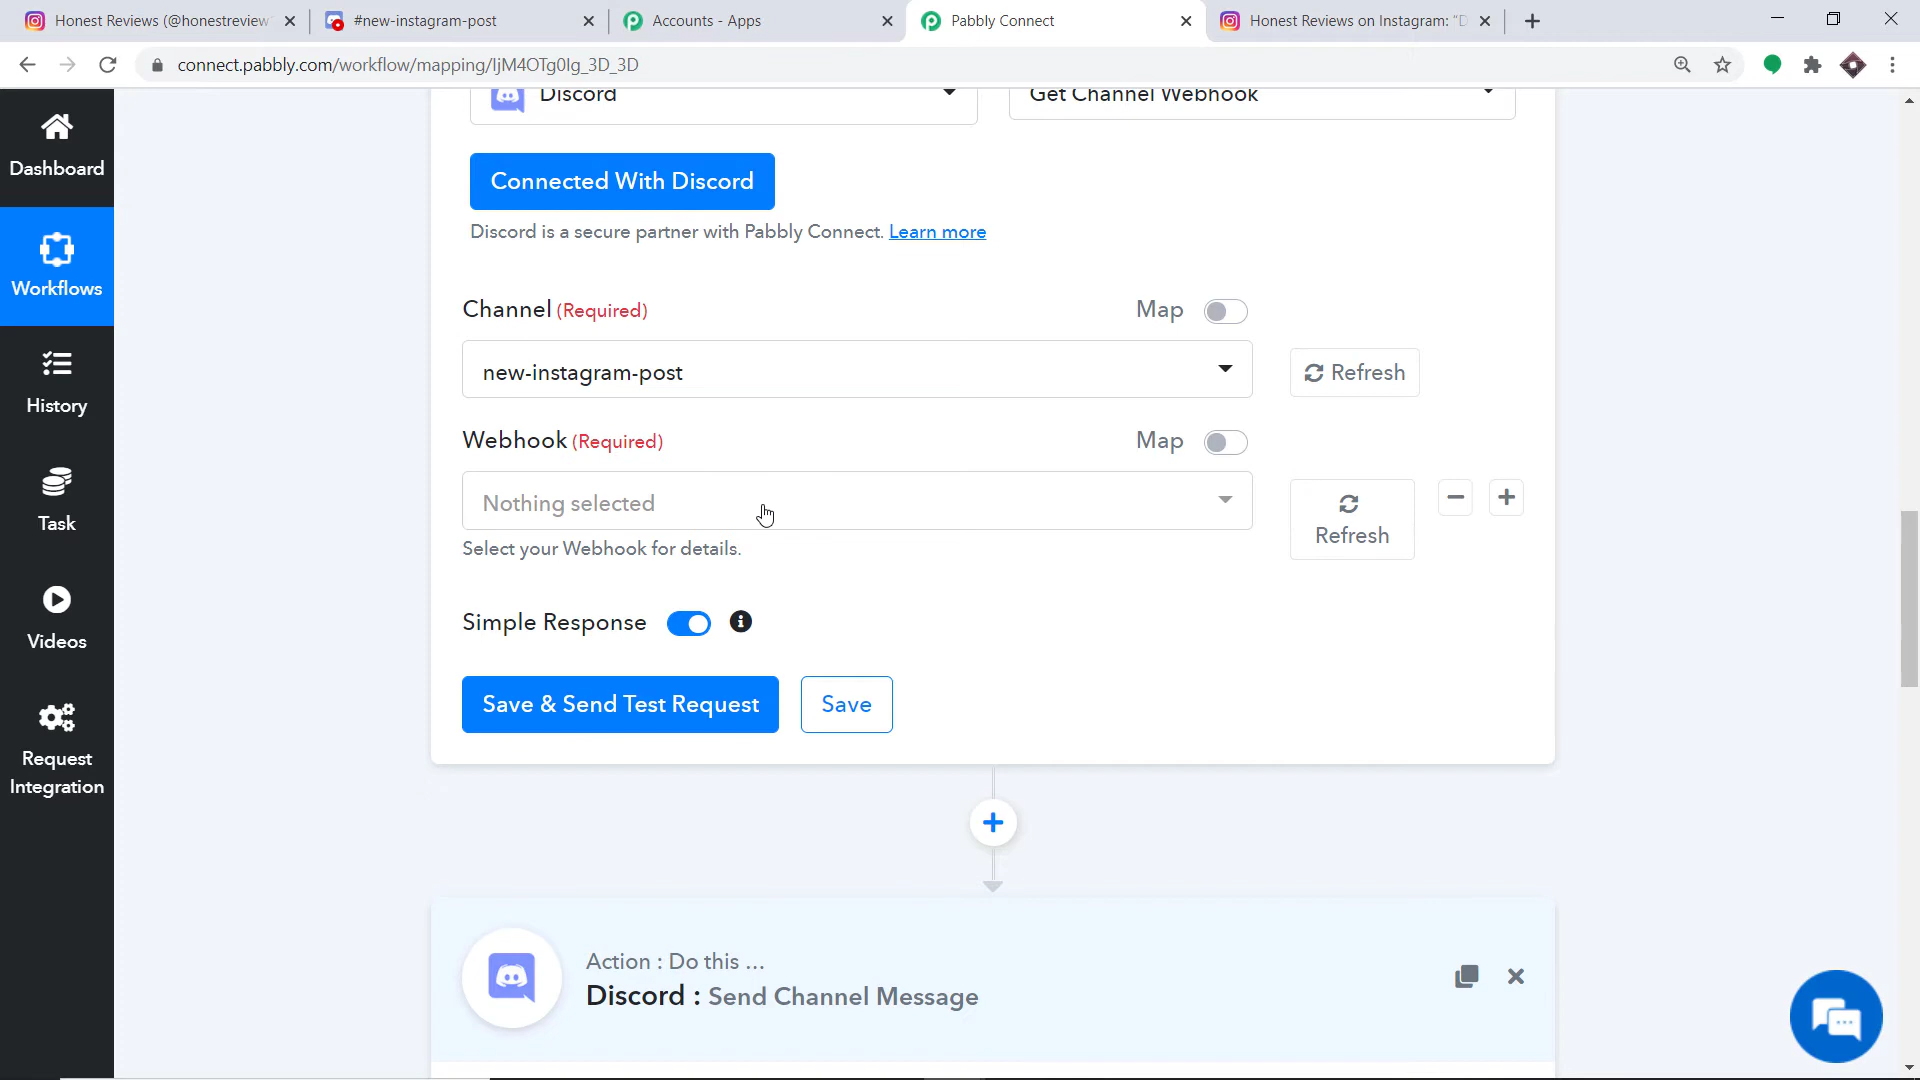 Honest Reviews (@honestreview
#new-instagram-post
Accounts - Apps
Pabbly Connect
Honest Reviews on Instagram: "D
connect.pabbly.com/workflow/mapping/IjM4OTg0Ig_3D_3D
Dashboard
Workflows
History
Task
Videos
Request
Integration
Discord
Get Channel Webhook
Connected With Discord
Discord is a secure partner with Pabbly Connect. Learn more
Channel (Required)
Map
new-instagram-post
Refresh
Webhook (Required)
Map
Nothing selected
Refresh
Select your Webhook for details.
Simple Response
Save & Send Test Request
Save
Action : Do this ...
Discord : Send Channel Message